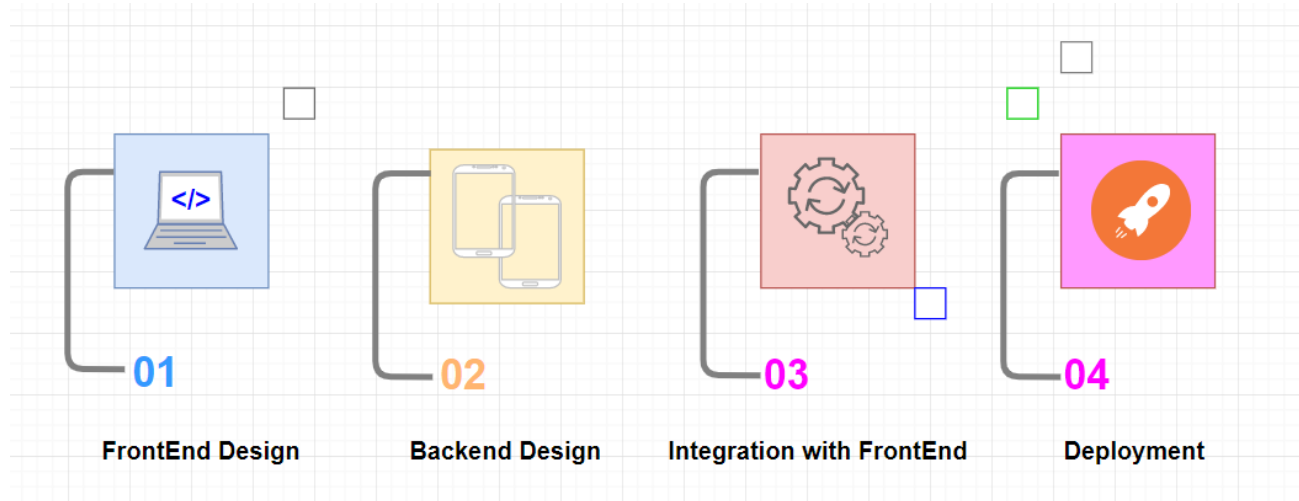 </>
01
02
03
04
FrontEnd Design
Backend Design
Integration with FrontEnd
Deployment